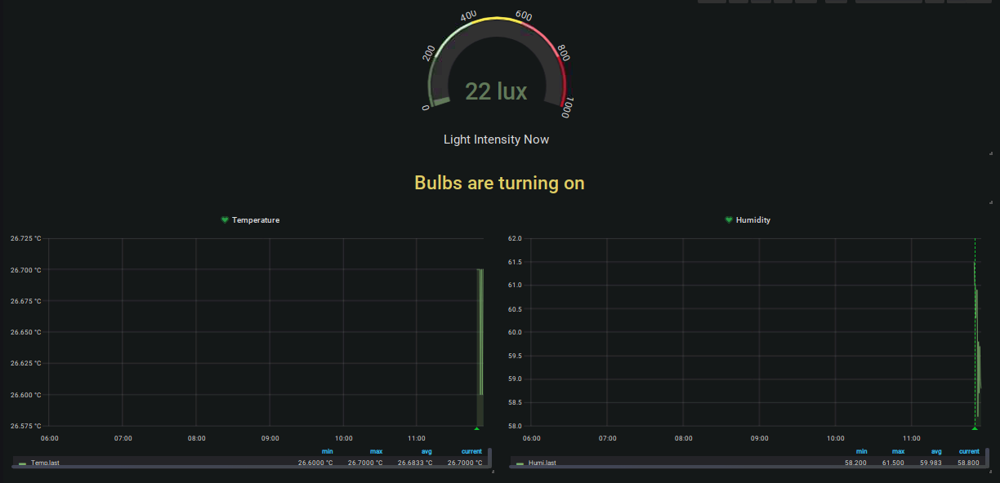 0 200 400 600 800 1000
22 lux
Light Intensity Now
Bulbs are turning on
Temperature
26.725 °C
26.700 °C
26.675 °C
26.650 °C
26.625 °C
26.600 °C
26.575 °C
06:00 07:00 08:00 09:00 10:00 11:00
min max avg current
Temp.last 26.6000 °C 26.7000 °C 26.6833 °C 26.7000 °C
Humidity
62.0
61.5
61.0
60.5
60.0
59.5
59.0
58.5
58.0
06:00 07:00 08:00 09:00 10:00 11:00
min max avg current
Humi.last 58.200 61.500 59.983 58.800